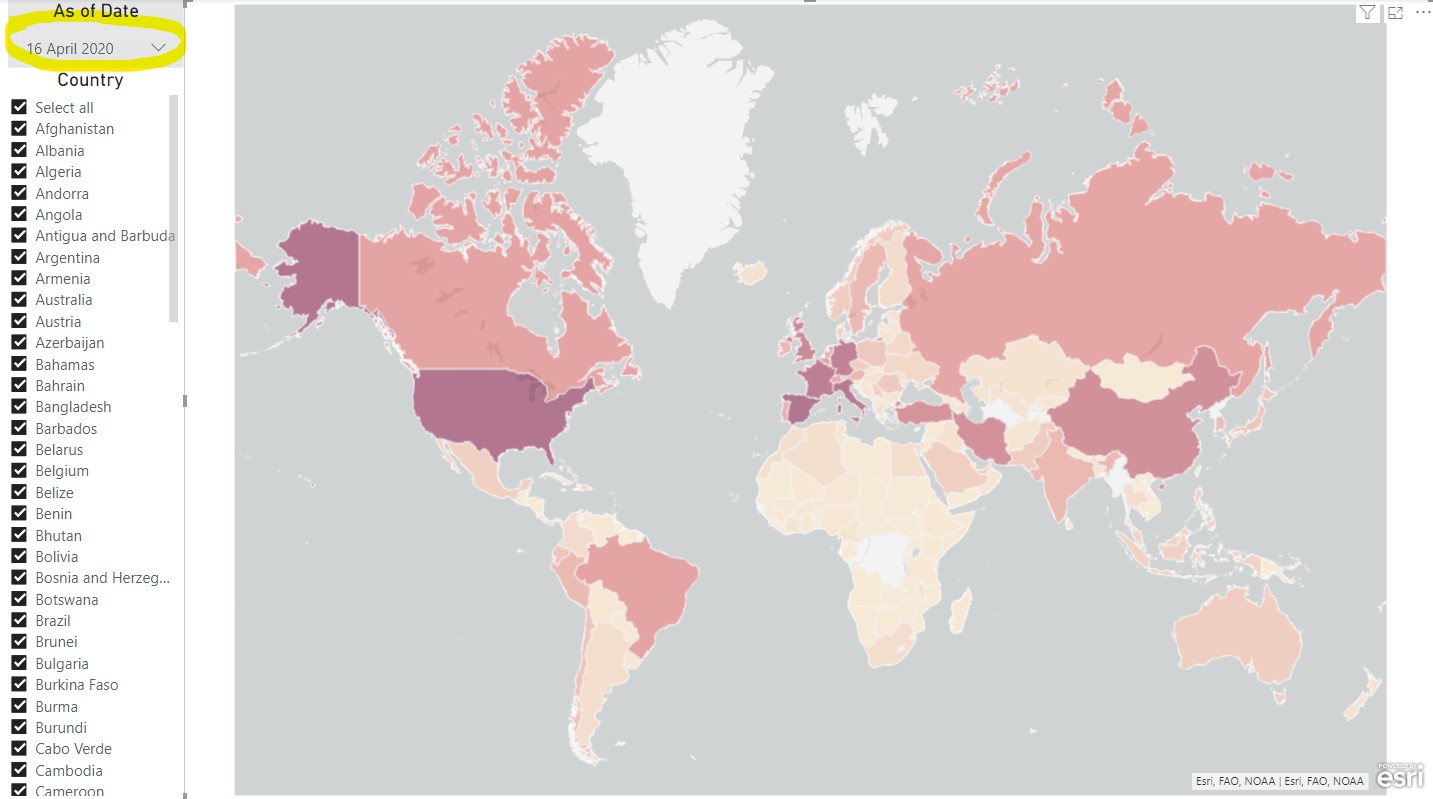 As of Date
16 April 2020
Country
Select all
Afghanistan
Albania
Algeria
Andorra
Angola
Antigua and Barbuda
Argentina
Armenia
Australia
Austria
Azerbaijan
Bahamas
Bahrain
Bangladesh
Barbados
Belarus
Belgium
Belize
Benin
Bhutan
Bolivia
Bosnia and Herzeg...
Botswana
Brazil
Brunei
Bulgaria
Burkina Faso
Burma
Burundi
Cabo Verde
Cambodia
Cameroon
Esri, FAO, NOAA | Esri, FAO, NOAA
POWERED BY
esri